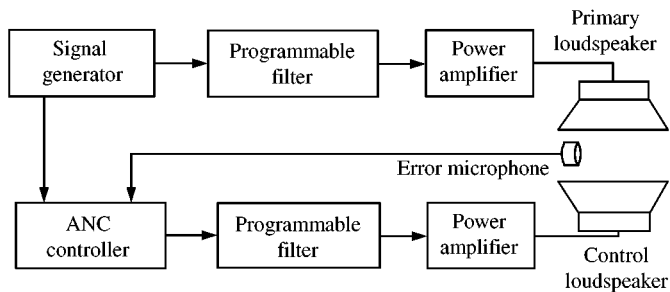 Signal
generator
Programmable
filter
Power
amplifier
Primary
loudspeaker
Error microphone
ANC
controller
Programmable
filter
Power
amplifier
Control
loudspeaker